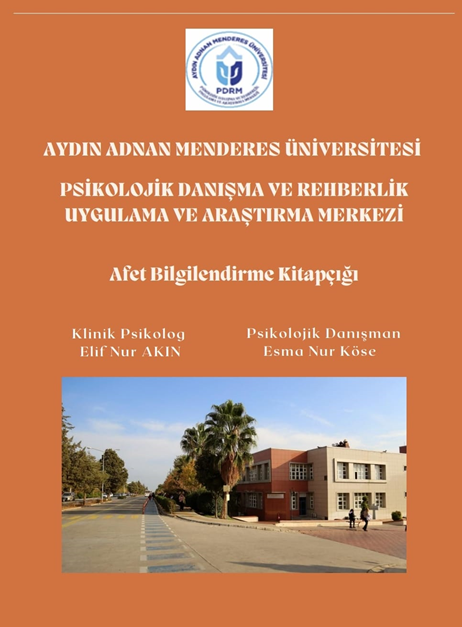 AYDIN ADNAN MENDERES ÜNİVERSİTESİ
PDRM
AYDIN ADNAN MENDERES ÜNİVERSİTESİ
PSİKOLOJİK DANIŞMA VE REHBERLİK
UYGULAMA VE ARAŞTIRMA MERKEZİ
Afet Bilgilendirme Kitapçığı
Klinik Psikolog
Elif Nur AKIN
Psikolojik Danışman
Esma Nur Köse